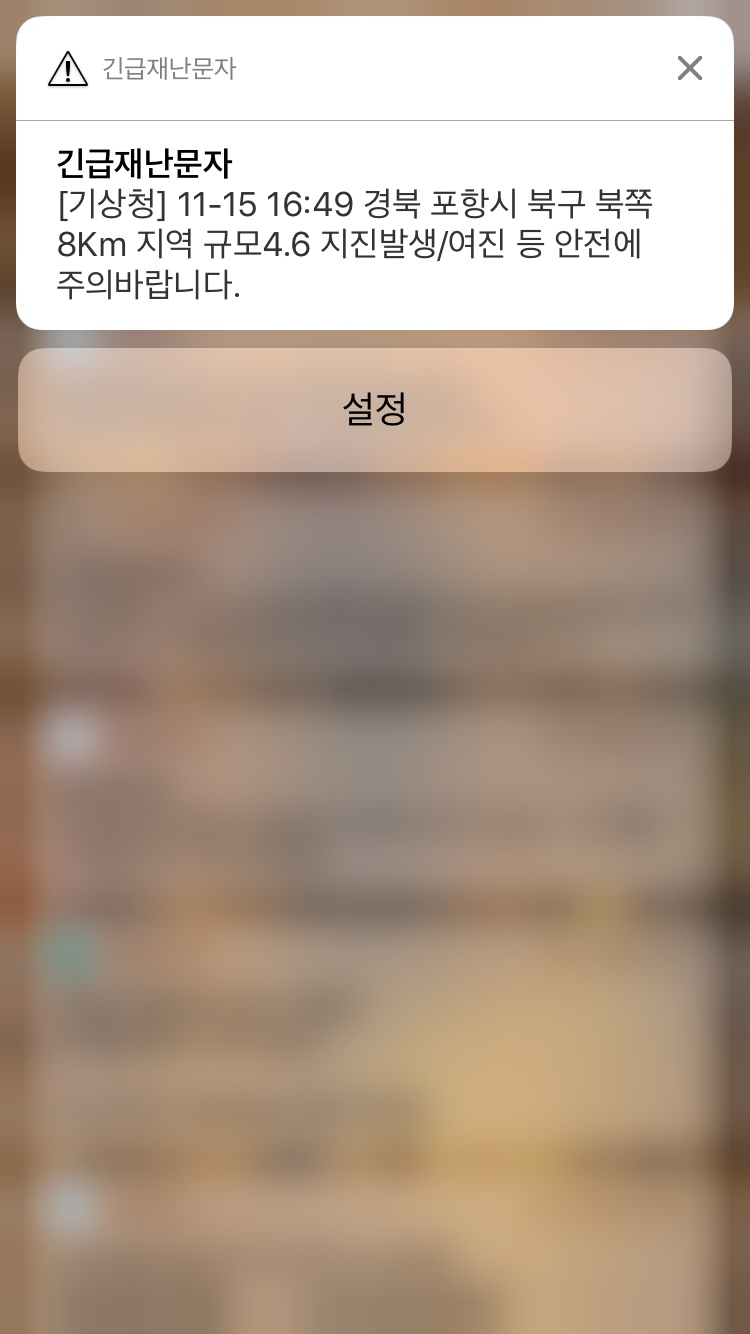 긴급재난문자
긴급재난문자
[기상청] 11-15 16:49 경북 포항시 북구 북쪽
8Km 지역 규모4.6 지진발생/여진 등 안전에
주의바랍니다.
설정